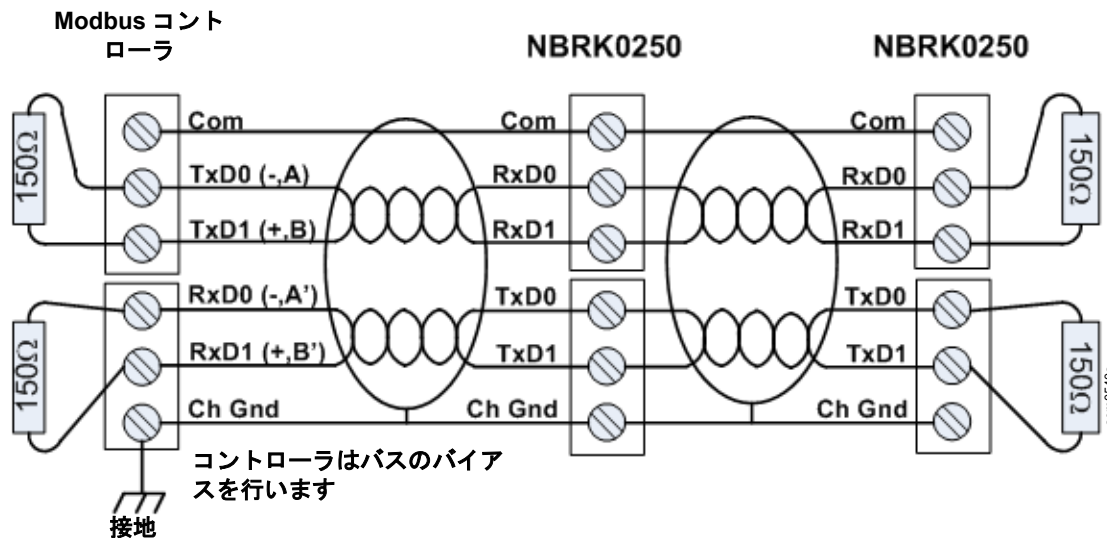 Modbus コント
ローラ
NBRK0250
NBRK0250
150Ω
Com
Com
Com
TxD0 (-,A)
RxD0
RxD0
150Ω
TxD1 (+,B)
RxD1
RxD1
RxD0 (-,A’)
TxD0
TxD0
150Ω
RxD1 (+,B’)
TxD1
TxD1
150Ω
Ch Gnd
Ch Gnd
Ch Gnd
コントローラはバスのバイア
スを行います
接地